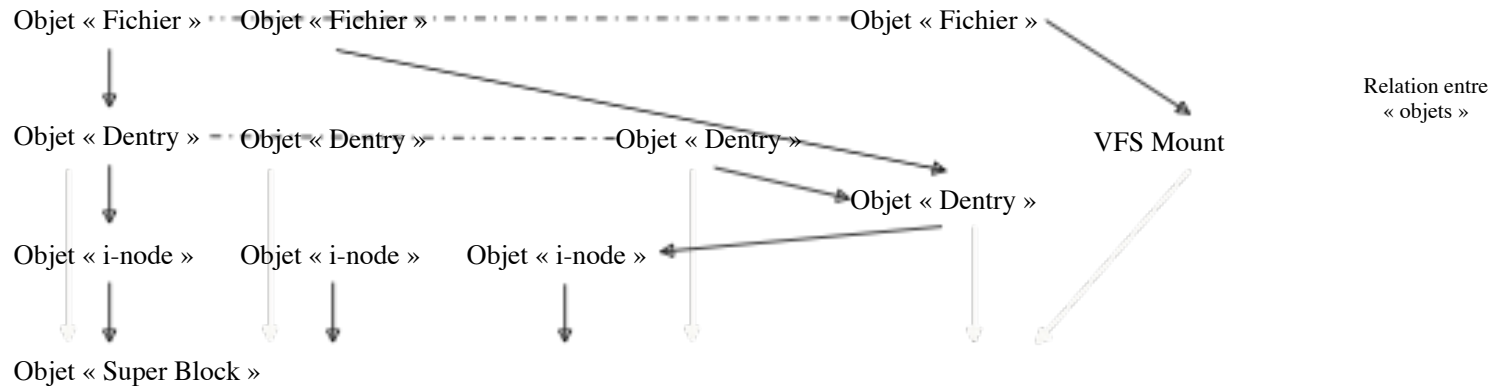 Objet « Fichier » Objet « Fichier » Objet « Fichier »
Relation entre
« objets »
Objet « Dentry » Objet « Dentry » Objet « Dentry » VFS Mount
Objet « Dentry »
Objet « i-node » Objet « i-node » Objet « i-node »
Objet « Super Block »